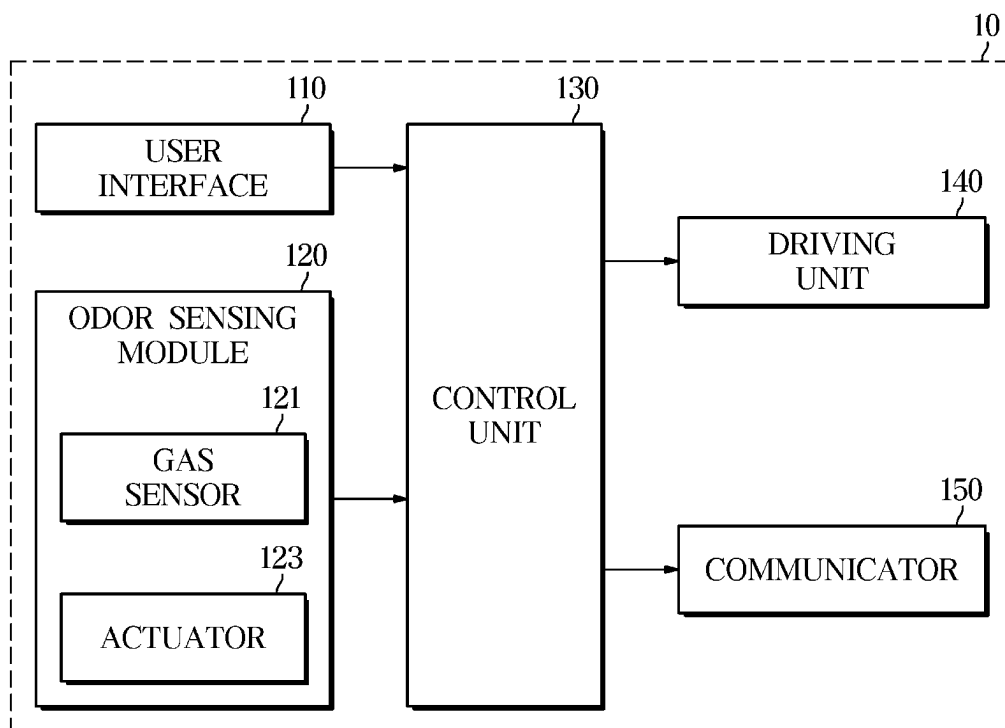 10
110
USER
INTERFACE
120
ODOR SENSING
MODULE
121
GAS
SENSOR
123
ACTUATOR
130
CONTROL
UNIT
140
DRIVING
UNIT
150
COMMUNICATOR